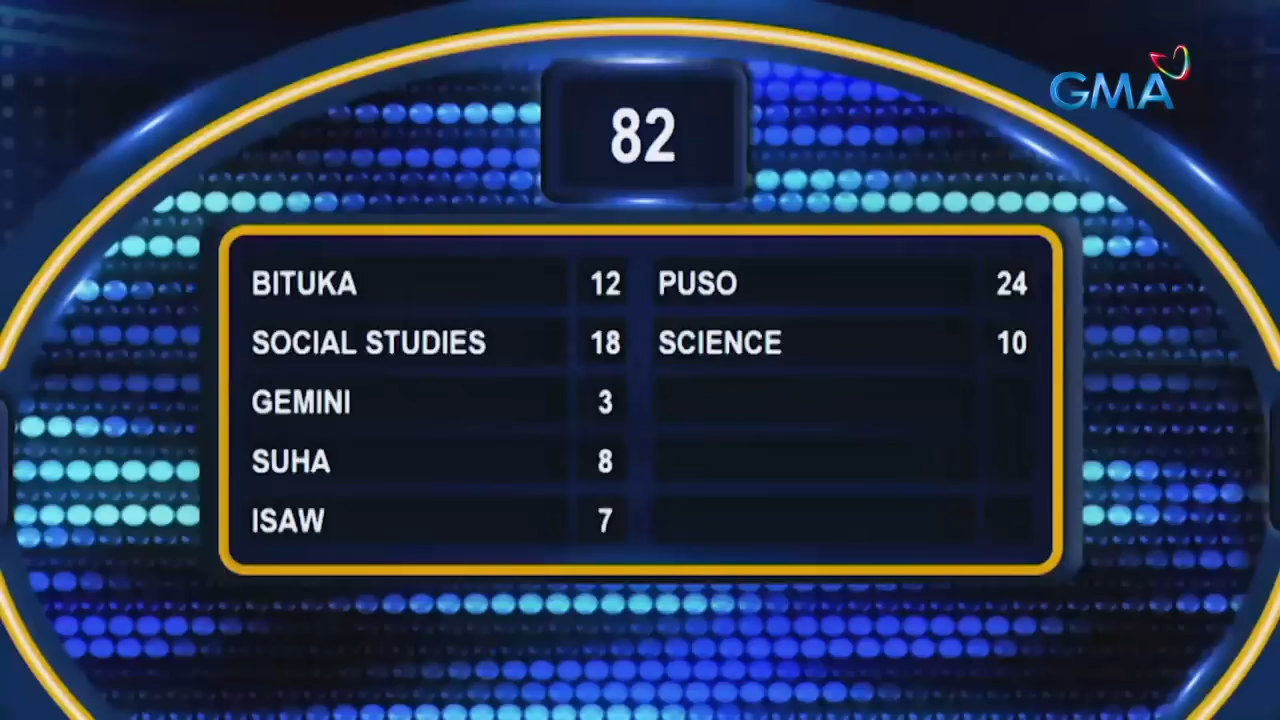 GMA
82
BITUKA 12 PUSO 24
SOCIAL STUDIES 18 SCIENCE 10
GEMINI 3
SUHA 8
ISAW 7